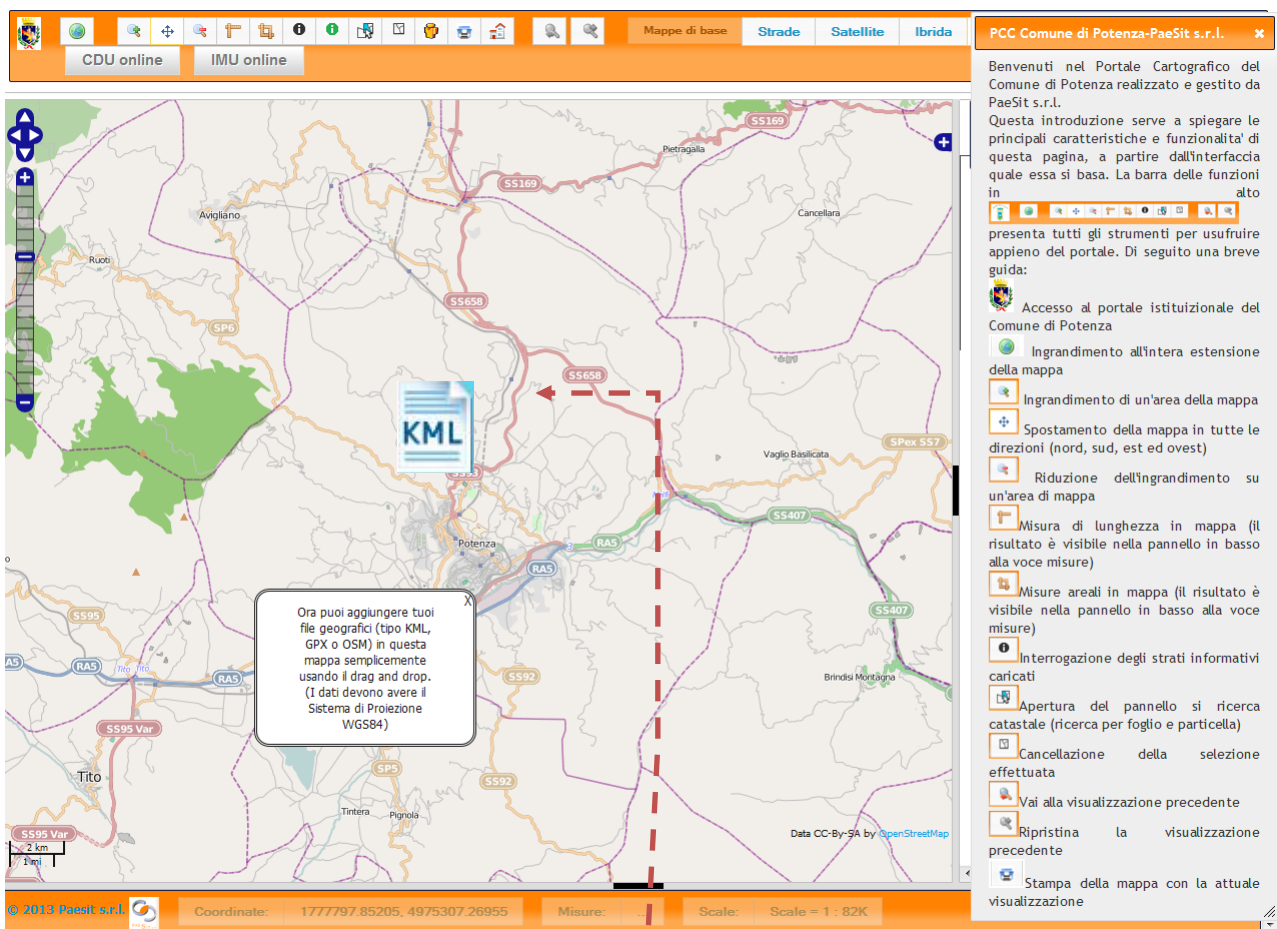 Mappe di base
Strade
Satellite
Ibrida
CDU online
IMU online
PCC Comune di Potenza-PaeSit s.r.l.
Benvenuti nel Portale Cartografico del
Comune di Potenza realizzato e gestito da
PaeSit s.r.l.
Questa introduzione serve a spiegare le
principali caratteristiche e funzionalita' di
questa pagina, a partire dall'interfaccia
quale essa si basa. La barra delle funzioni
in alto
presenta tutti gli strumenti per usufruire
appieno del portale. Di seguito una breve
guida:
Accesso al portale istituizionale del
Comune di Potenza
Ingrandimento all'intera estensione
della mappa
Ingrandimento di un'area della mappa
Spostamento della mappa in tutte le
direzioni (nord, sud, est ed ovest)
Riduzione dell'ingrandimento su
un'area di mappa
Misura di lunghezza in mappa (il
risultato è visibile nella pannello in basso
alla voce misure)
Misure areali in mappa (il risultato è
visibile nella pannello in basso alla voce
misure)
Interrogazione degli strati informativi
caricati
Apertura del pannello si ricerca
catastale (ricerca per foglio e particella)
Cancellazione della selezione
effettuata
Vai alla visualizzazione precedente
Ripristina la visualizzazione
precedente
Stampa della mappa con la attuale
visualizzazione
SS169
Pietragalla
SS169
Avigliano
Cancellara
Ruoti
SS658
SP6
SS658
KML
SPex SS7
Vaglio Basilicata
SS407
Potenza
RA5
RA5
X
Ora puoi aggiungere tuoi
file geografici (tipo KML,
GPX o OSM) in questa
mappa semplicemente
usando il drag and drop.
(I dati devono avere il
Sistema di Proiezione
WGS84)
SS95
SS407
A5
RA5
Tito
Tito
RA5
SS92
Brindisi Montagna
SS95 Var
Tito
SP5
SS92
Tintera
Pignola
SS95 Var
2 km
1 mi
Data CC-By-SA by OpenStreetMap
© 2013 Paesit s.r.l.
Coordinate: 1777797.85205, 4975307.26955
Misure: ...
Scale: Scale = 1 : 82K